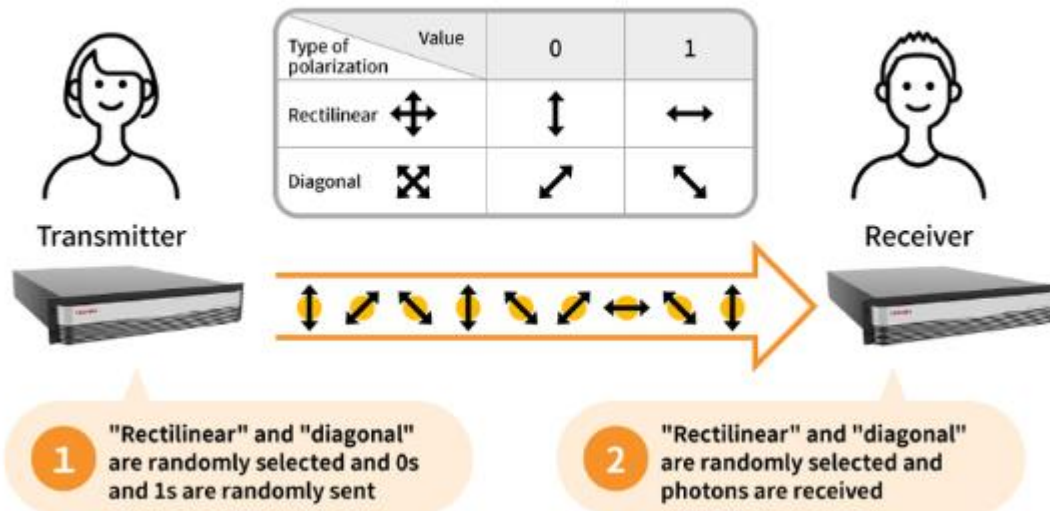 Value
0
1
Type of
polarization
Rectilinear
Diagonal
Transmitter
Receiver
1
"Rectilinear" and "diagonal"
are randomly selected and 0s
and 1s are randomly sent
2
"Rectilinear" and "diagonal"
are randomly selected and
photons are received